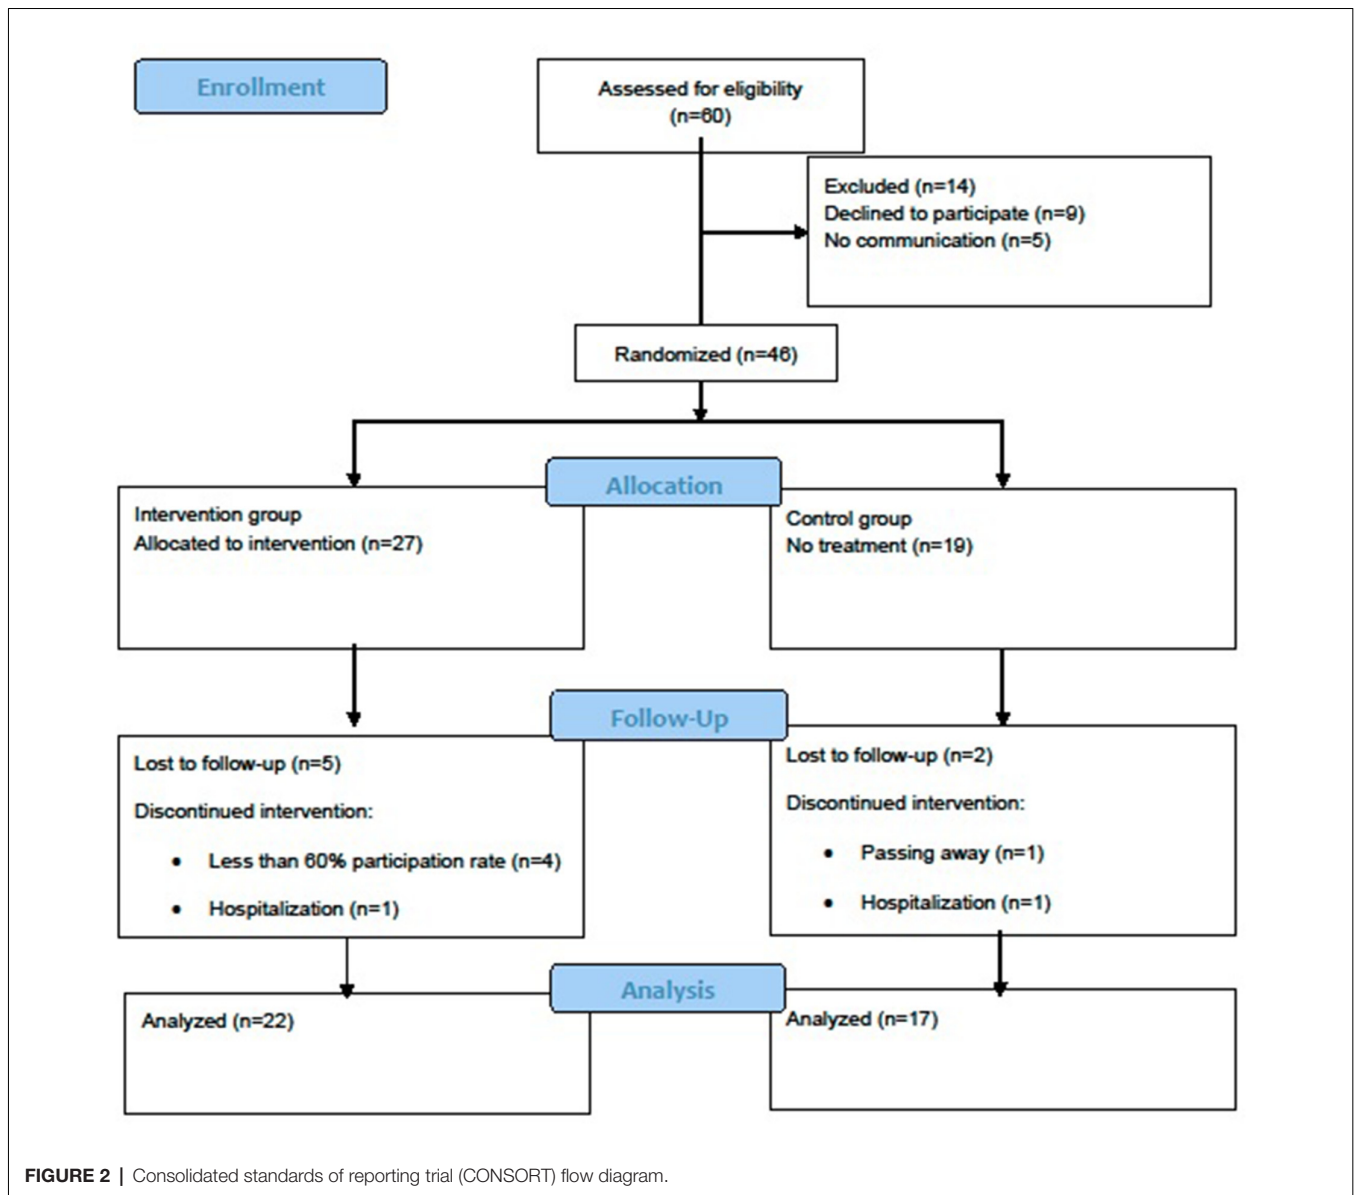 Enrollment
Assessed for eligibility
(n=60)
Excluded (n=14)
Declined to participate (n=9)
No communication (n=5)
Randomized (n=46)
Allocation
Intervention group
Allocated to intervention (n=27)
Control group
No treatment (n=19)
Follow-Up
Lost to follow-up (n=5)
Discontinued intervention:
• Less than 60% participation rate (n=4)
• Hospitalization (n=1)
Lost to follow-up (n=2)
Discontinued intervention:
• Passing away (n=1)
• Hospitalization (n=1)
Analysis
Analyzed (n=22)
Analyzed (n=17)
FIGURE 2 | Consolidated standards of reporting trial (CONSORT) flow diagram.